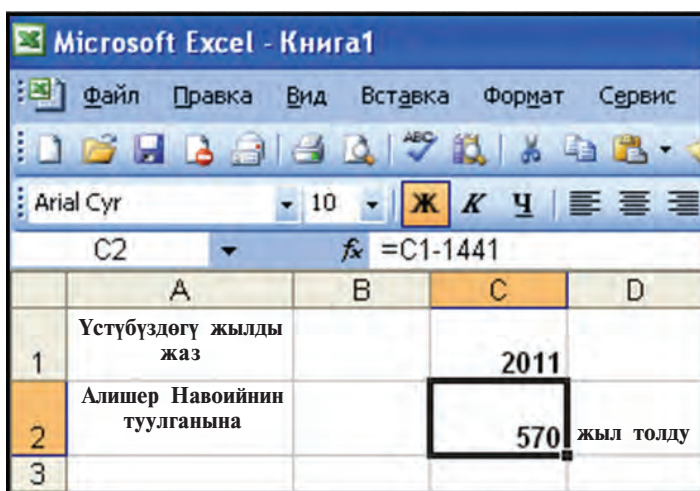 Microsoft Excel - Книга1
Файл Правка Вид Вставка Формат Сервис
ABC
Arial Cyr 10 Ж К Ч
C2 fx =C1-1441
A B C D
Үстүбүздөгү жылды
жаз
1 2011
Алишер Навоийнин
туулганына
2 570 жыл толду
3